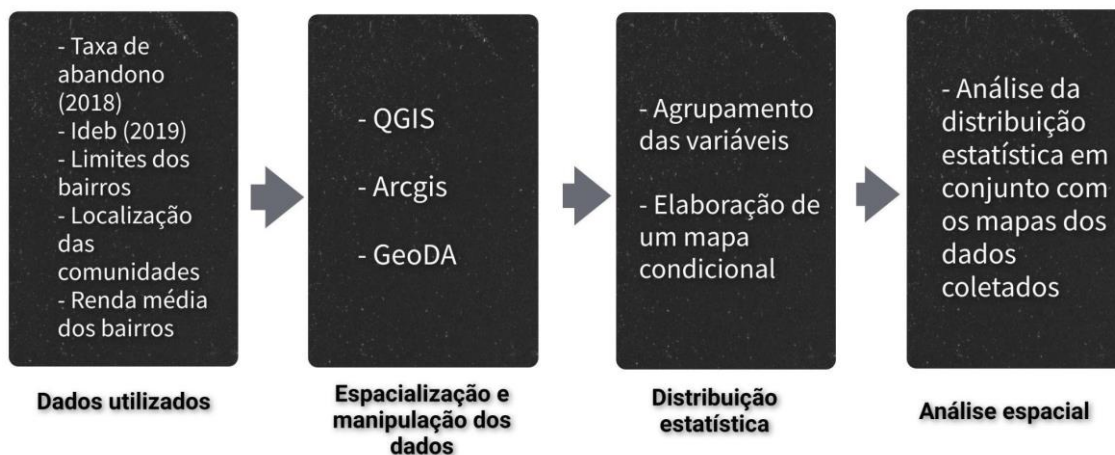 - Taxa de
abandono
(2018)
- Ideb (2019)
- Limites dos
bairros
- Localização
das
comunidades
- Renda média
dos bairros
Dados utilizados
- QGIS
- Arcgis
- GeoDA
Espacialização e
manipulação dos
dados
- Agrupamento
das variáveis
- Elaboração de
um mapa
condicional
Distribuição
estatística
- Análise da
distribuição
estatística em
conjunto com
os mapas dos
dados
coletados
Análise espacial